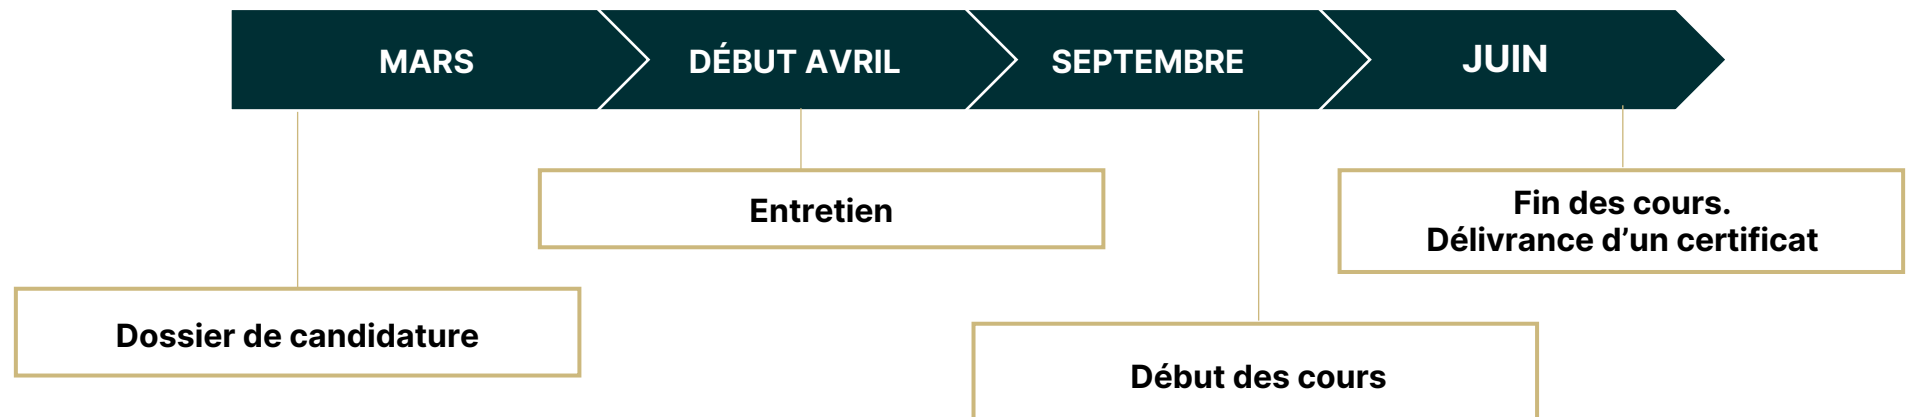 MARS
DÉBUT AVRIL
SEPTEMBRE
JUIN
Entretien
Fin des cours.
Délivrance d’un certificat
Dossier de candidature
Début des cours